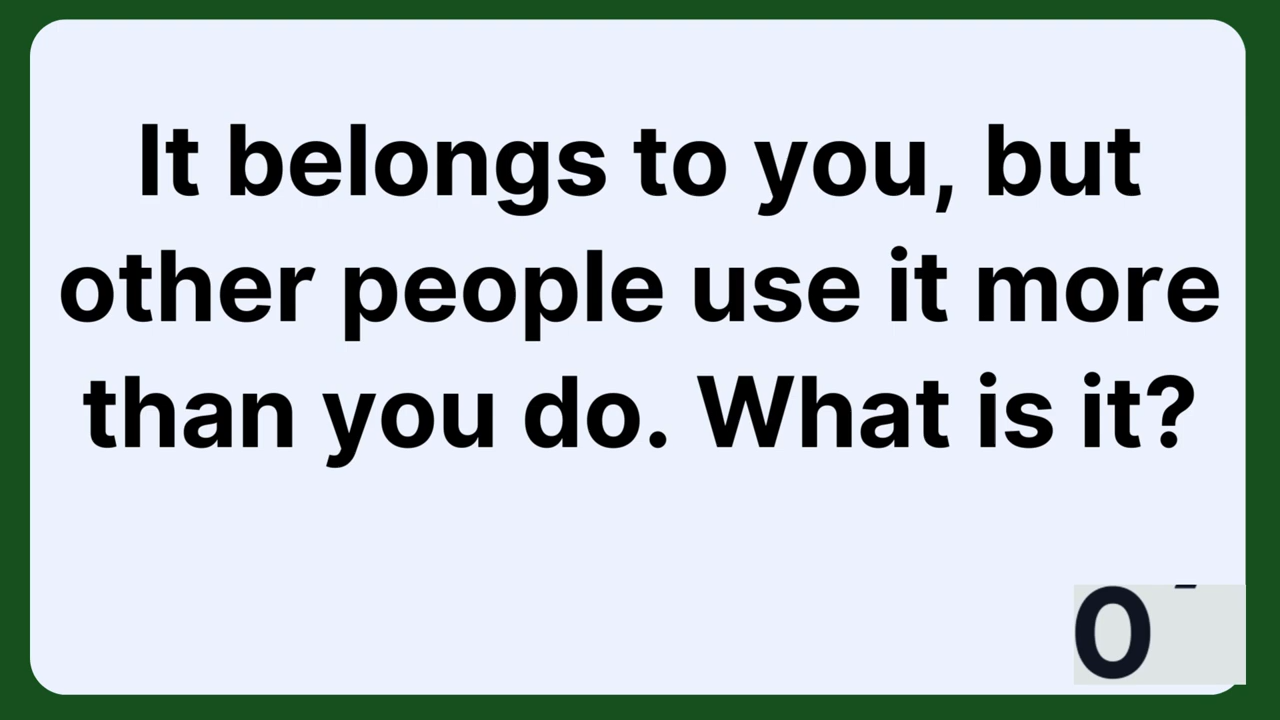 It belongs to you, but
other people use it more
than you do. What is it?
0